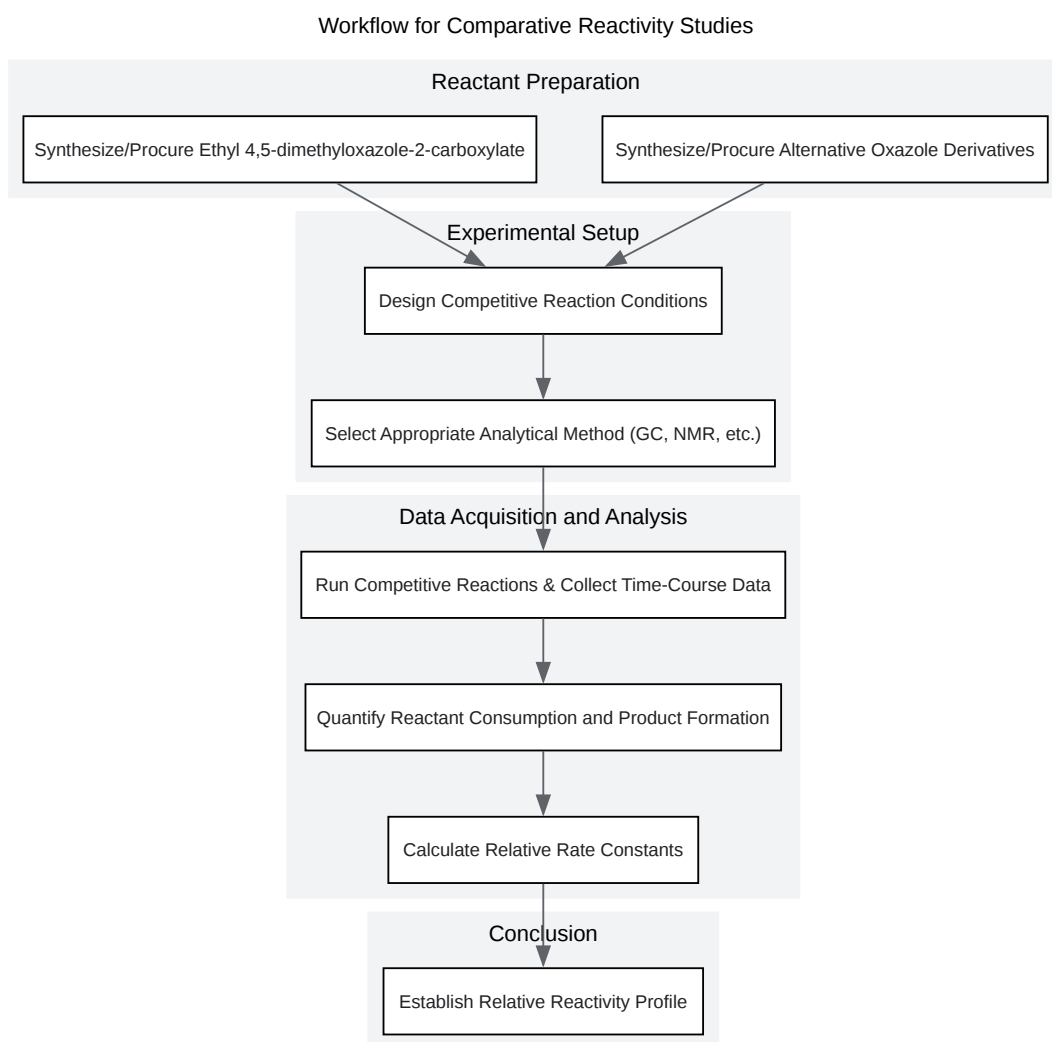 Workflow for Comparative Reactivity Studies
Reactant Preparation
Synthesize/Procure Ethyl 4,5-dimethyloxazole-2-carboxylate
Synthesize/Procure Alternative Oxazole Derivatives
Experimental Setup
Design Competitive Reaction Conditions
Select Appropriate Analytical Method (GC, NMR, etc.)
Data Acquisition and Analysis
Run Competitive Reactions & Collect Time-Course Data
Quantify Reactant Consumption and Product Formation
Calculate Relative Rate Constants
Conclusion
Establish Relative Reactivity Profile